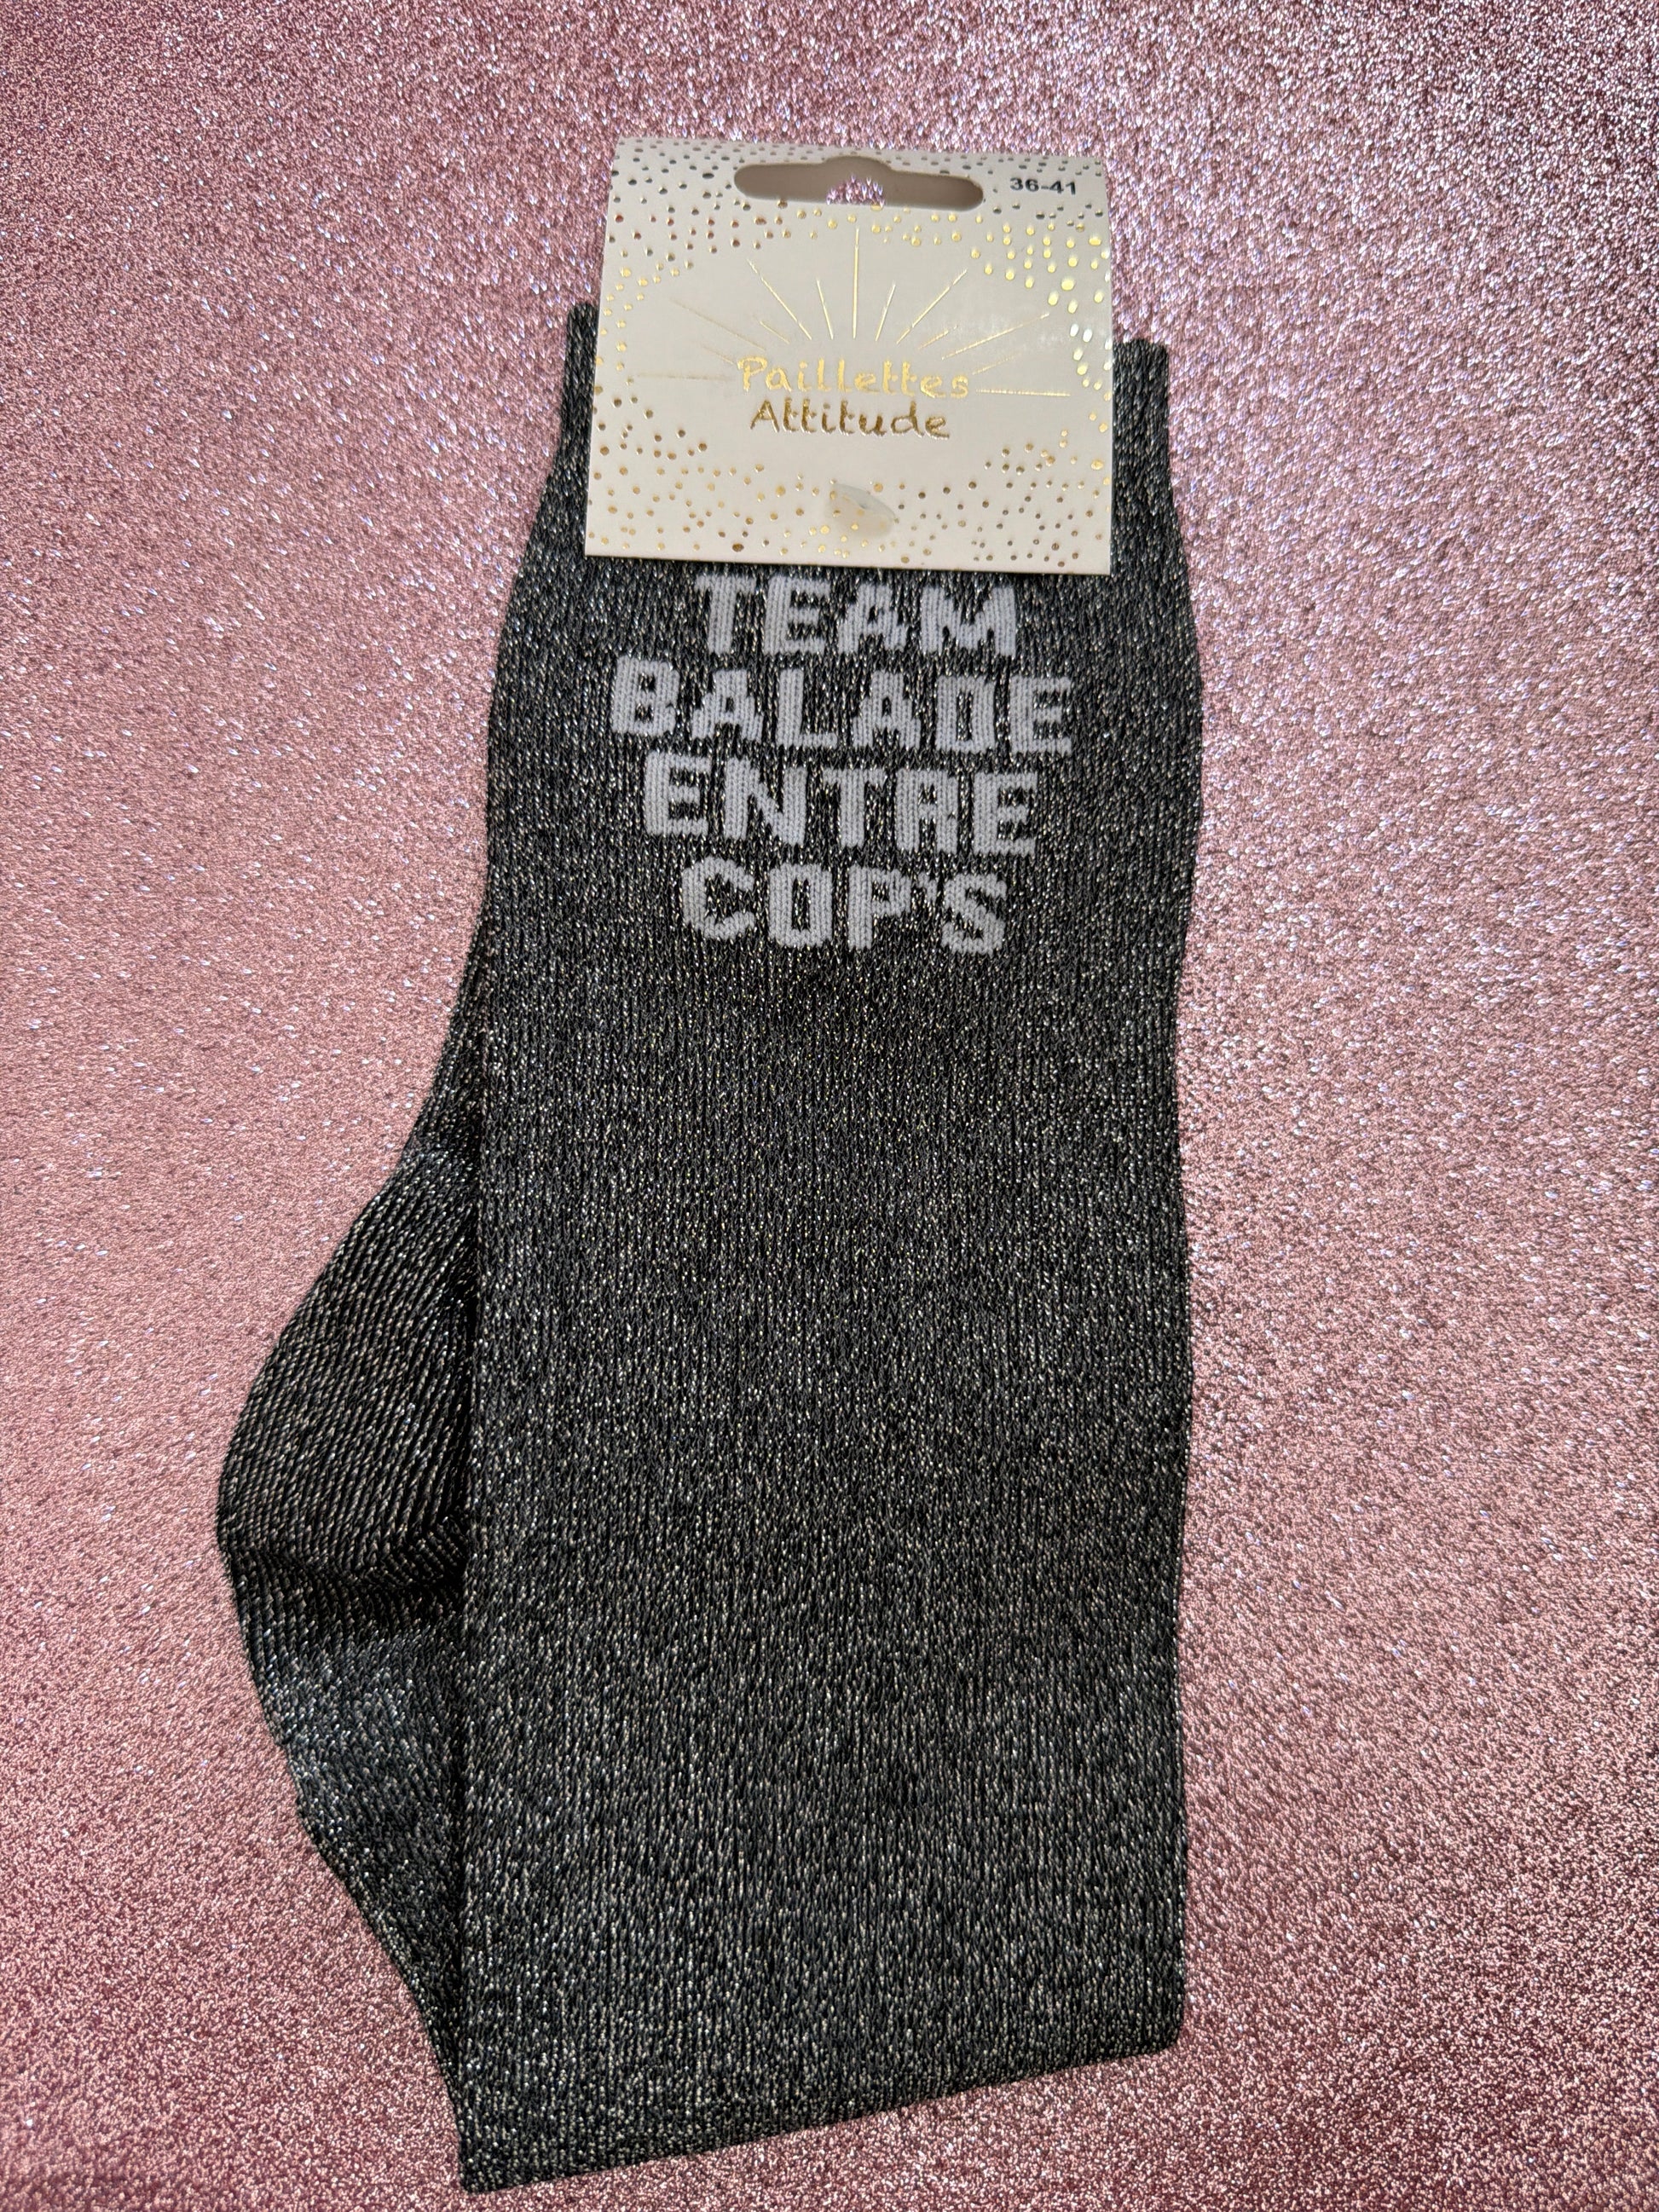 36-41
Paillettes
Attitude
TEAM
BALADE
ENTRE
COP'S